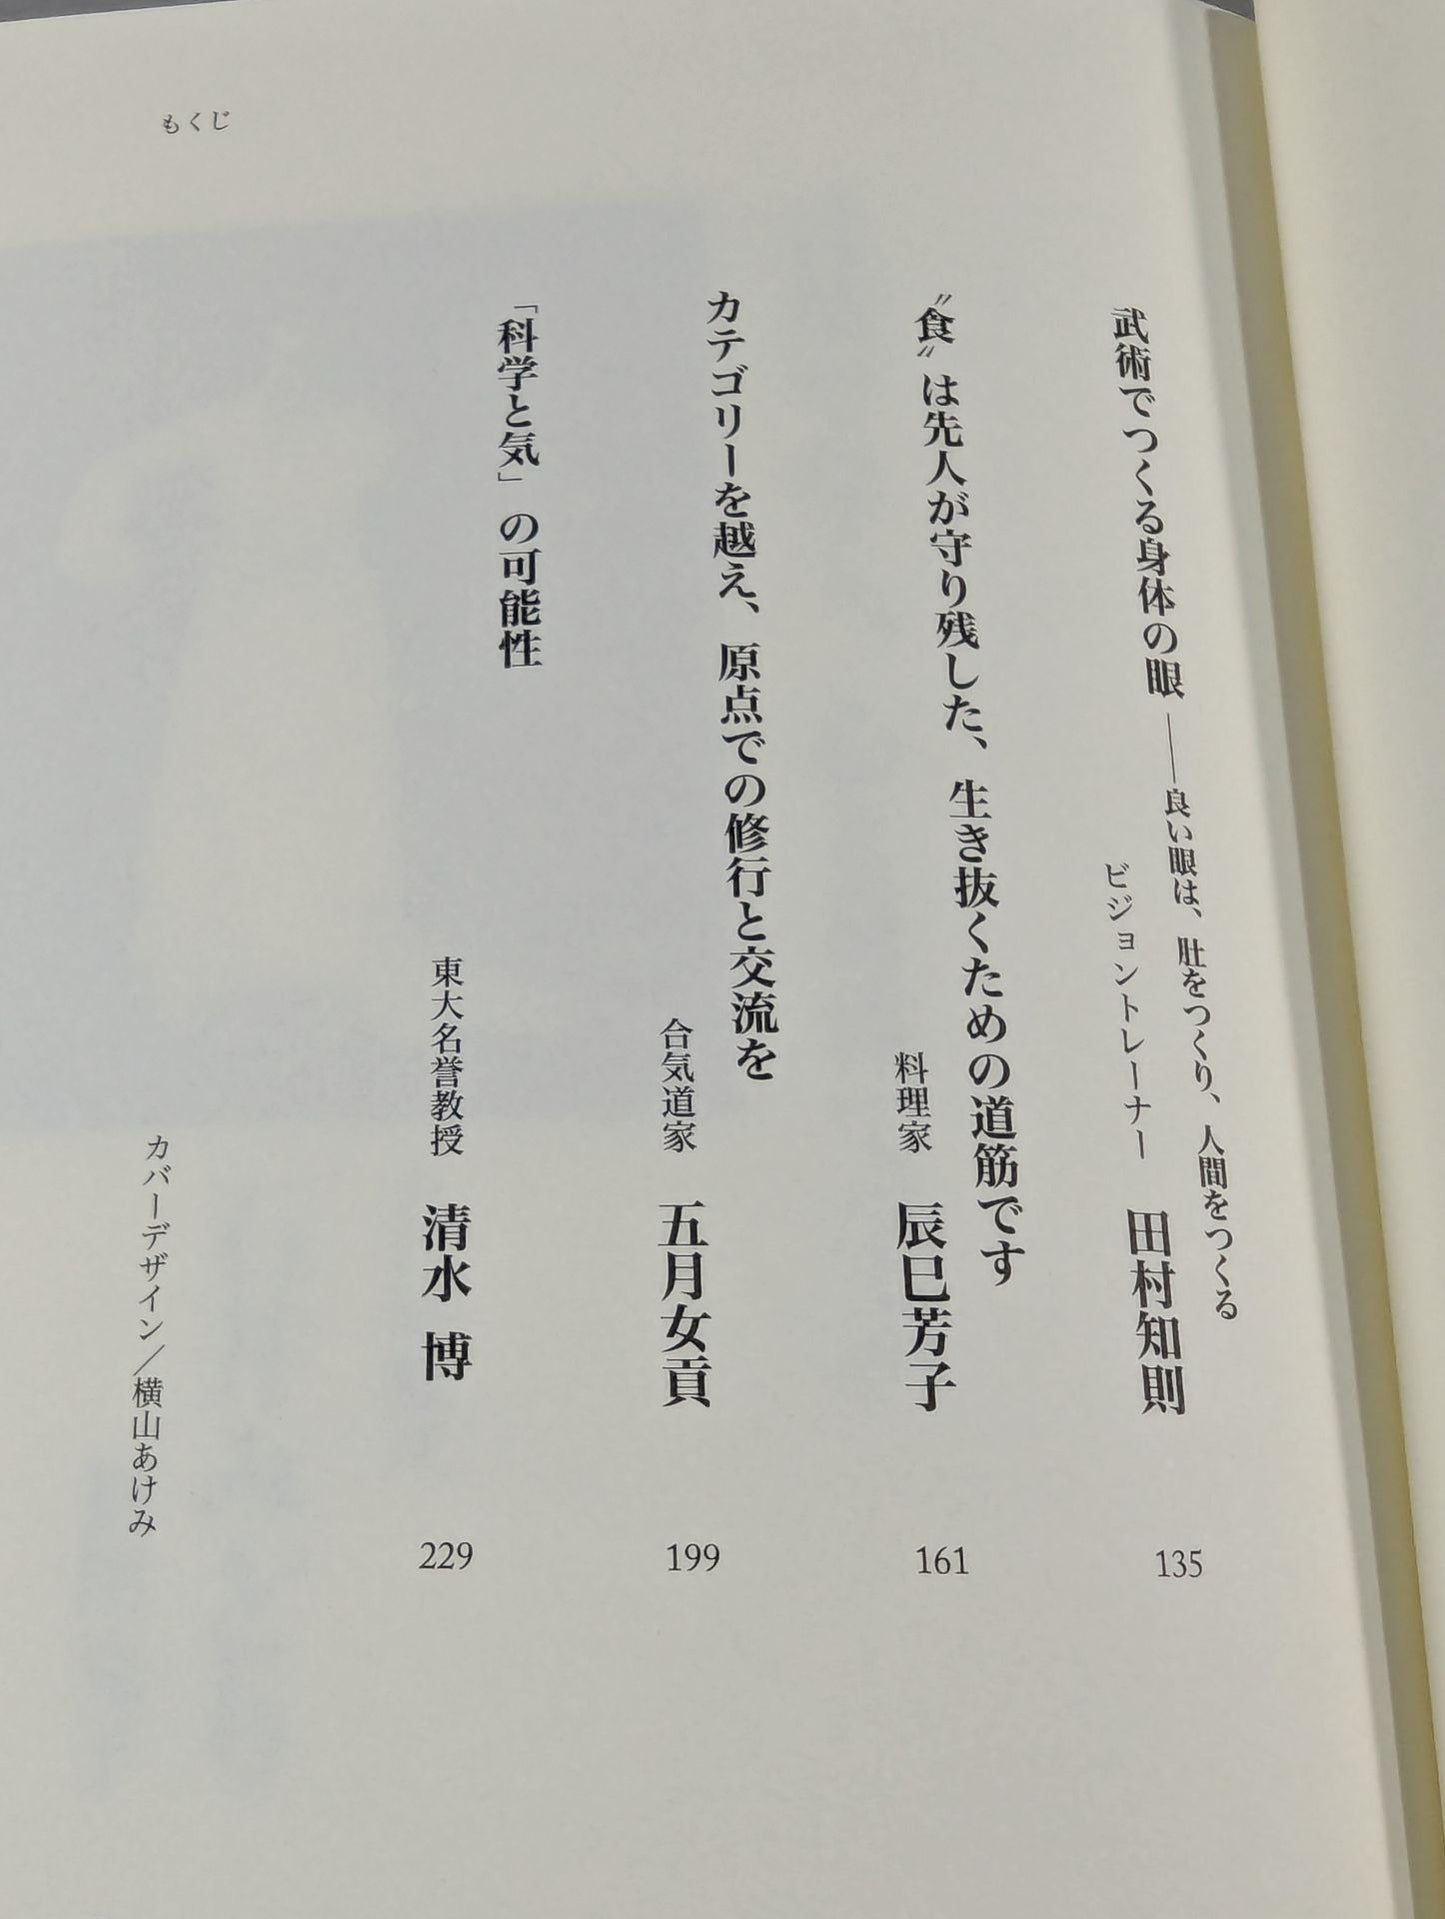 もくじ
武術でつくる身体の眼――良い眼は、肚をつくり、人間をつくる
ビジョントレーナー 田村知則
135
〝食〟は先人が守り残した、生き抜くための道筋です
料理家 辰巳芳子
161
カテゴリーを越え、原点での修行と交流を
合気道家 五月女貢
199
「科学と気」の可能性
東大名誉教授 清水 博
229
カバーデザイン／横山あけみ